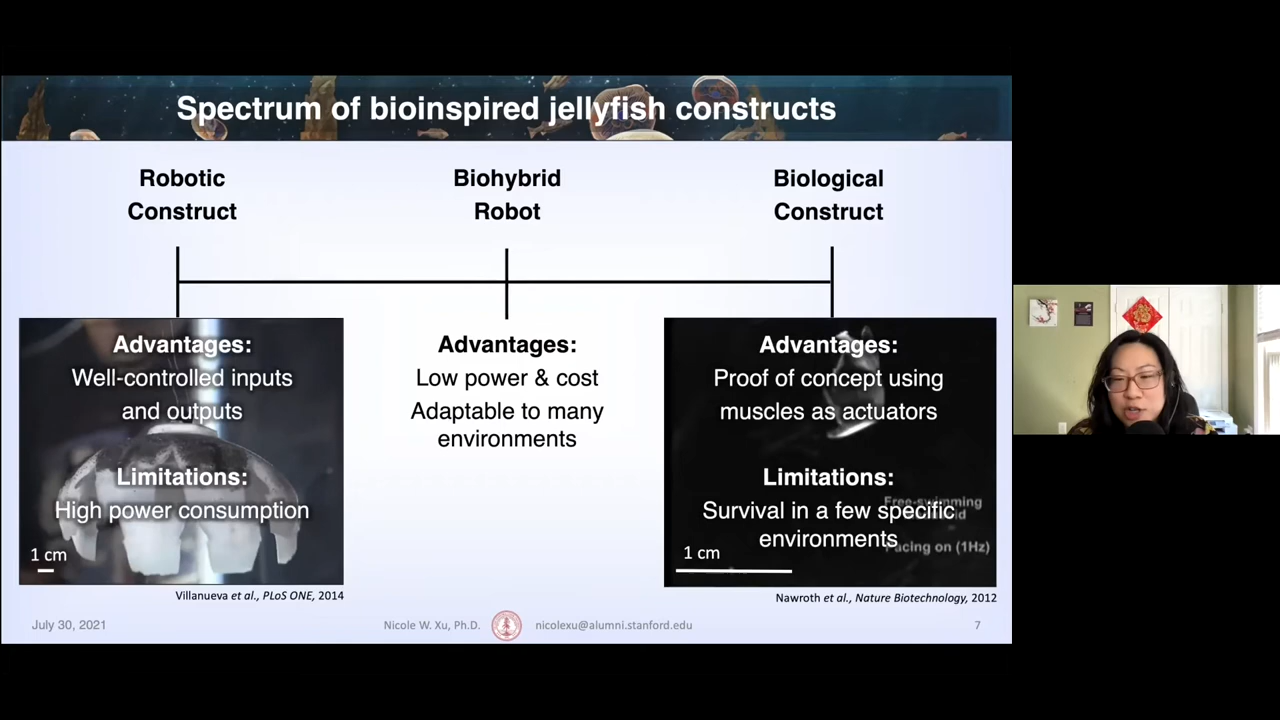 Spectrum of bioinspired jellyfish constructs
Robotic
Construct
Biohybrid
Robot
Biological
Construct
Advantages:
Well-controlled inputs
and outputs
Limitations:
High power consumption
1 cm
Villanueva et al., PLoS ONE, 2014
Advantages:
Low power & cost
Adaptable to many
environments
Advantages:
Proof of concept using
muscles as actuators
Limitations:
Survival in a few specific
environments
Free-swimming
Pacing on (1Hz)
1 cm
Nawroth et al., Nature Biotechnology, 2012
July 30, 2021
Nicole W. Xu, Ph.D.
nicolexu@alumni.stanford.edu
7